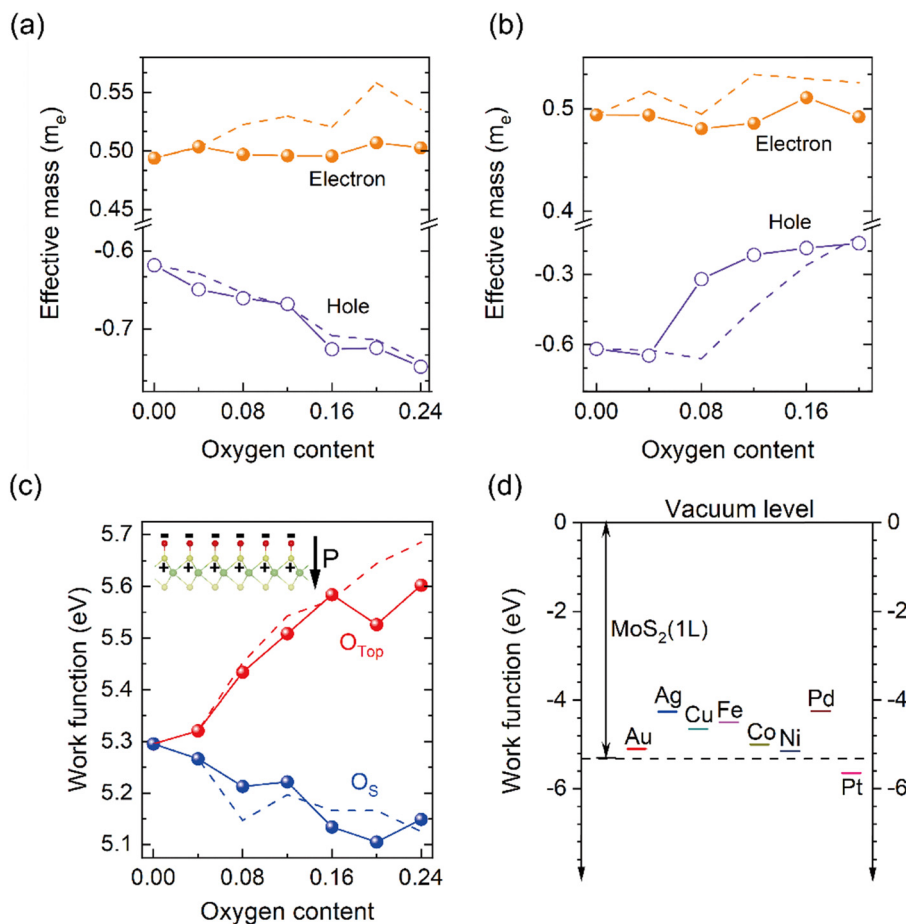 (a)
Effective mass (mₑ)
0.55
0.50
0.45
-0.6
-0.7
Electron
Hole
0.00 0.08 0.16 0.24
Oxygen content
(b)
Effective mass (mₑ)
0.5
0.4
-0.3
-0.6
Electron
Hole
0.00 0.08 0.16
Oxygen content
(c)
Work function (eV)
5.7
5.6
5.5
5.4
5.3
5.2
5.1
- - - - - -
+ + + + + +
P
O_Top
O_S
0.00 0.08 0.16 0.24
Oxygen content
(d)
Vacuum level
Work function (eV)
0
-2
-4
-6
MoS₂(1L)
Au
Ag
Cu
Fe
Co
Ni
Pd
Pt
0
-2
-4
-6